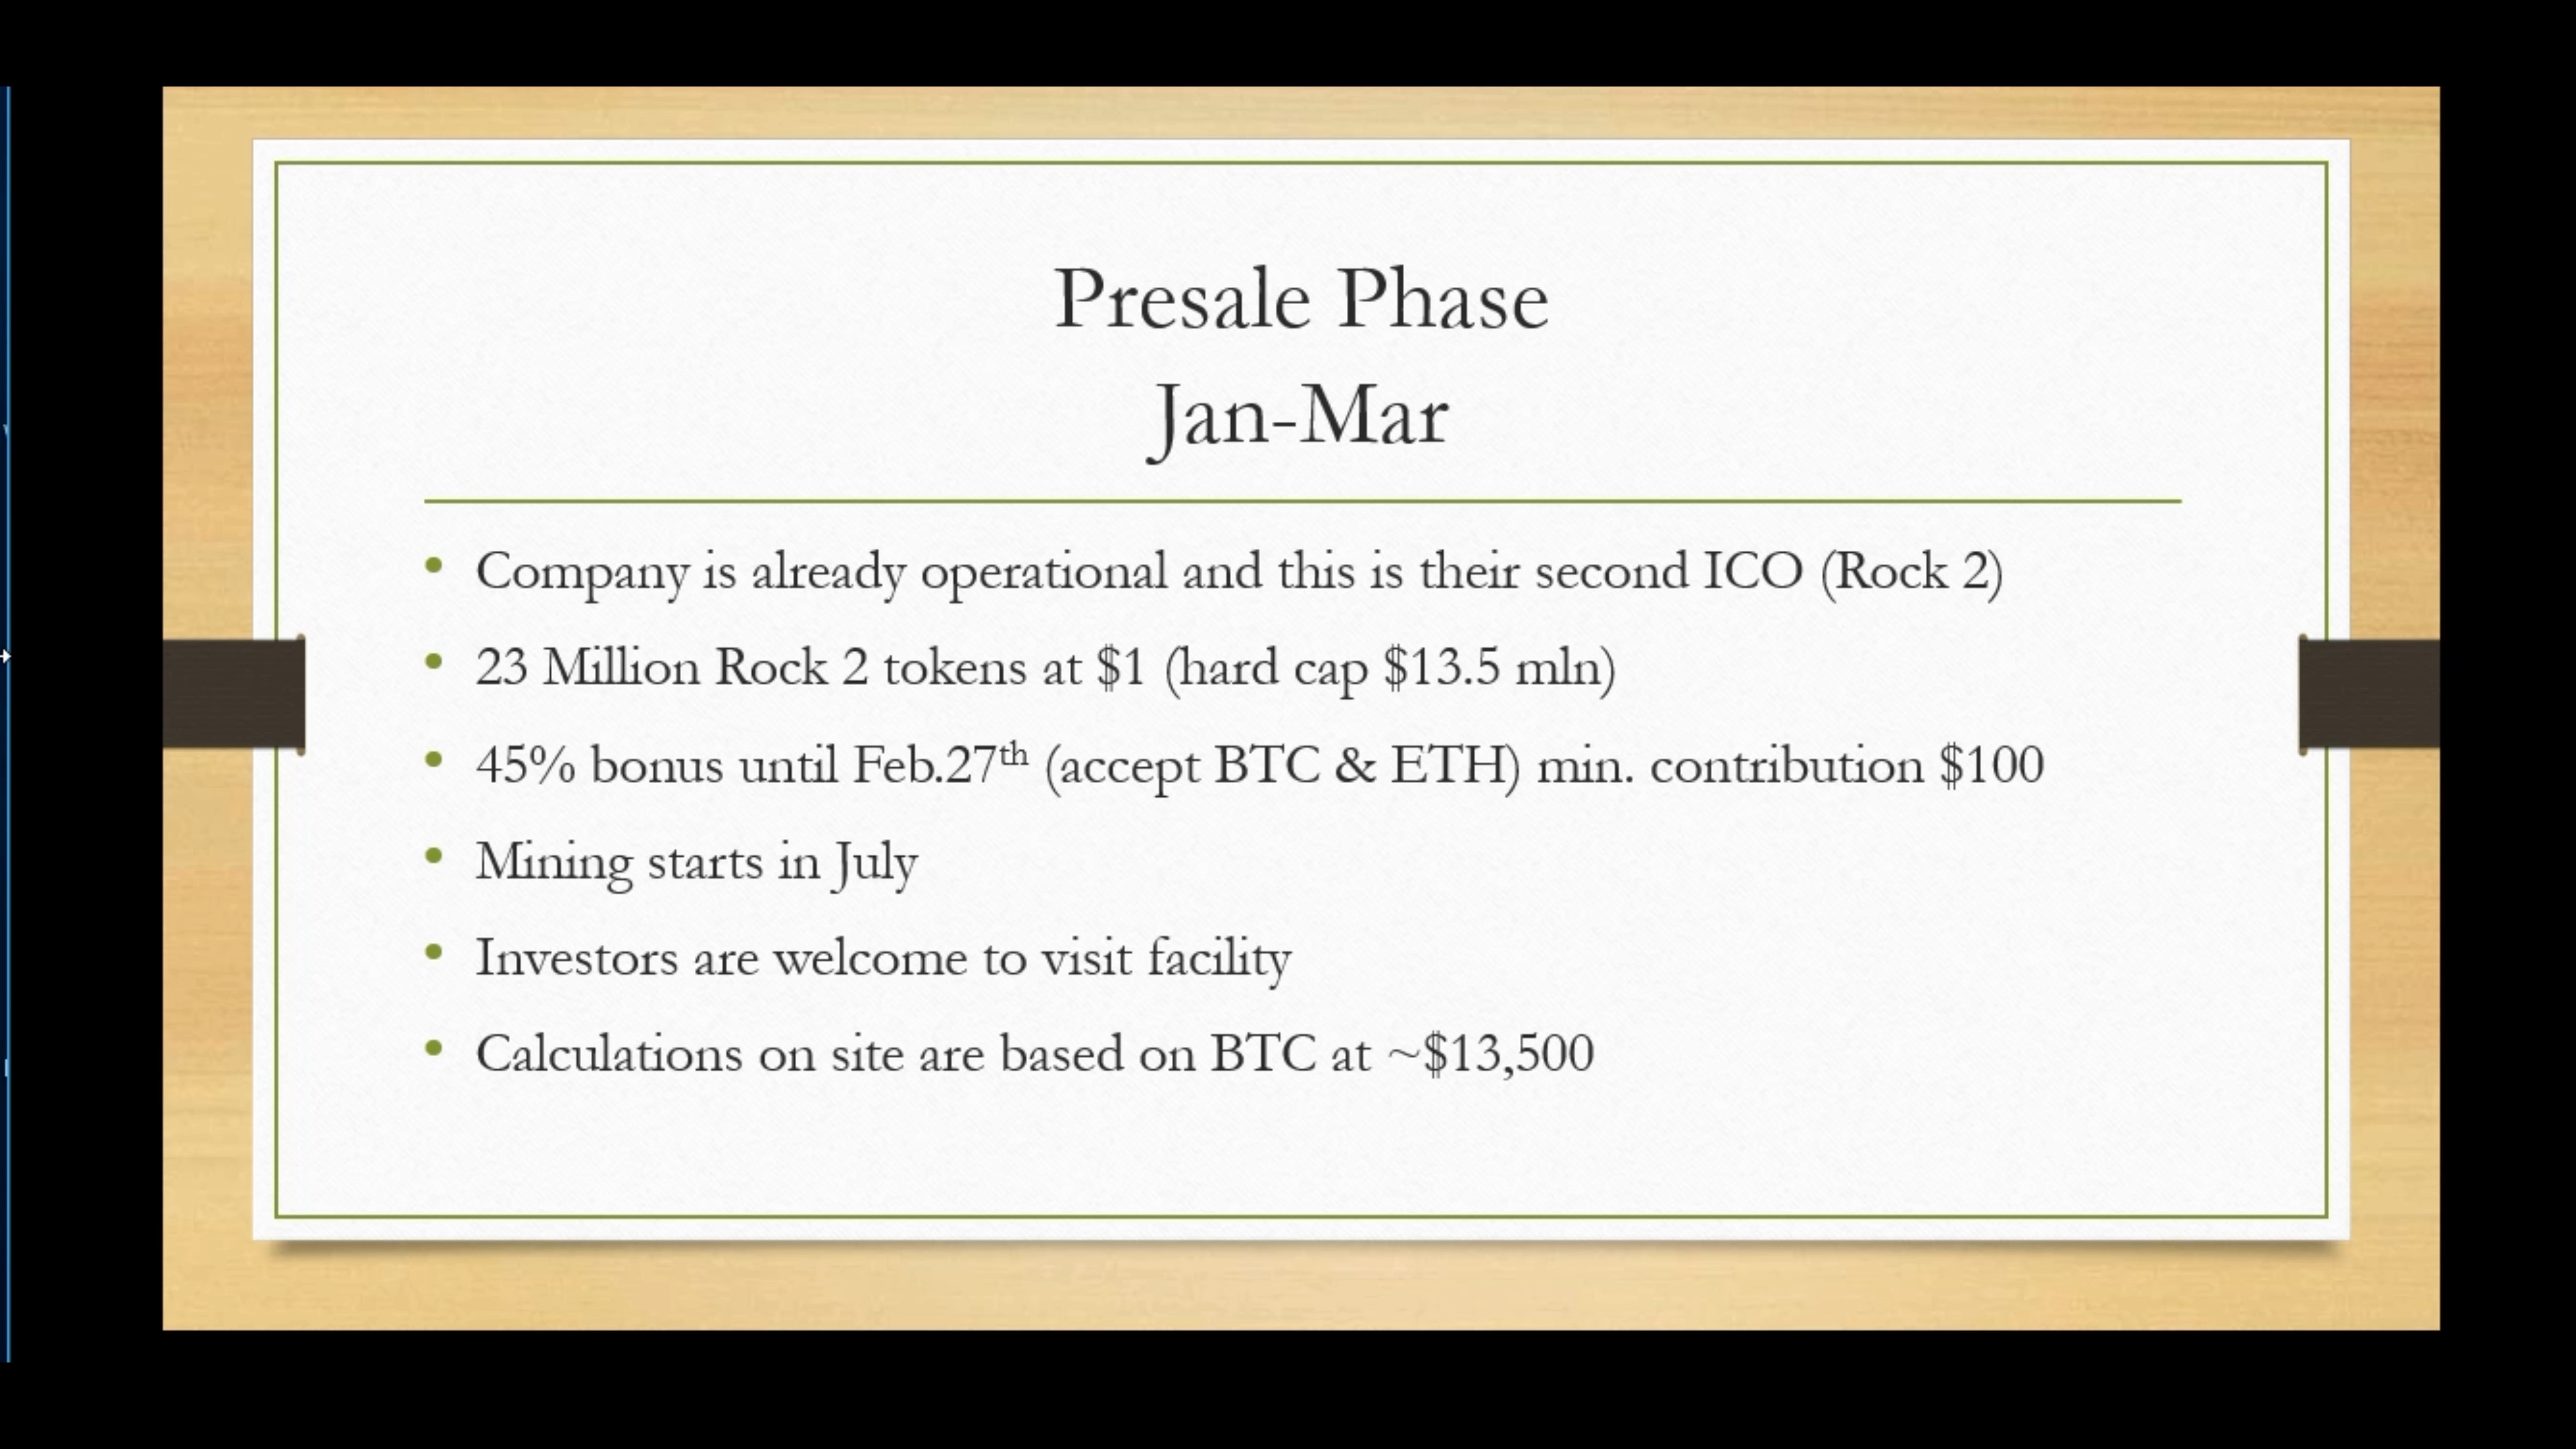 Presale Phase
Jan-Mar
• Company is already operational and this is their second ICO (Rock 2)
• 23 Million Rock 2 tokens at $1 (hard cap $13.5 mln)
• 45% bonus until Feb.27th (accept BTC & ETH) min. contribution $100
• Mining starts in July
• Investors are welcome to visit facility
• Calculations on site are based on BTC at ~$13,500